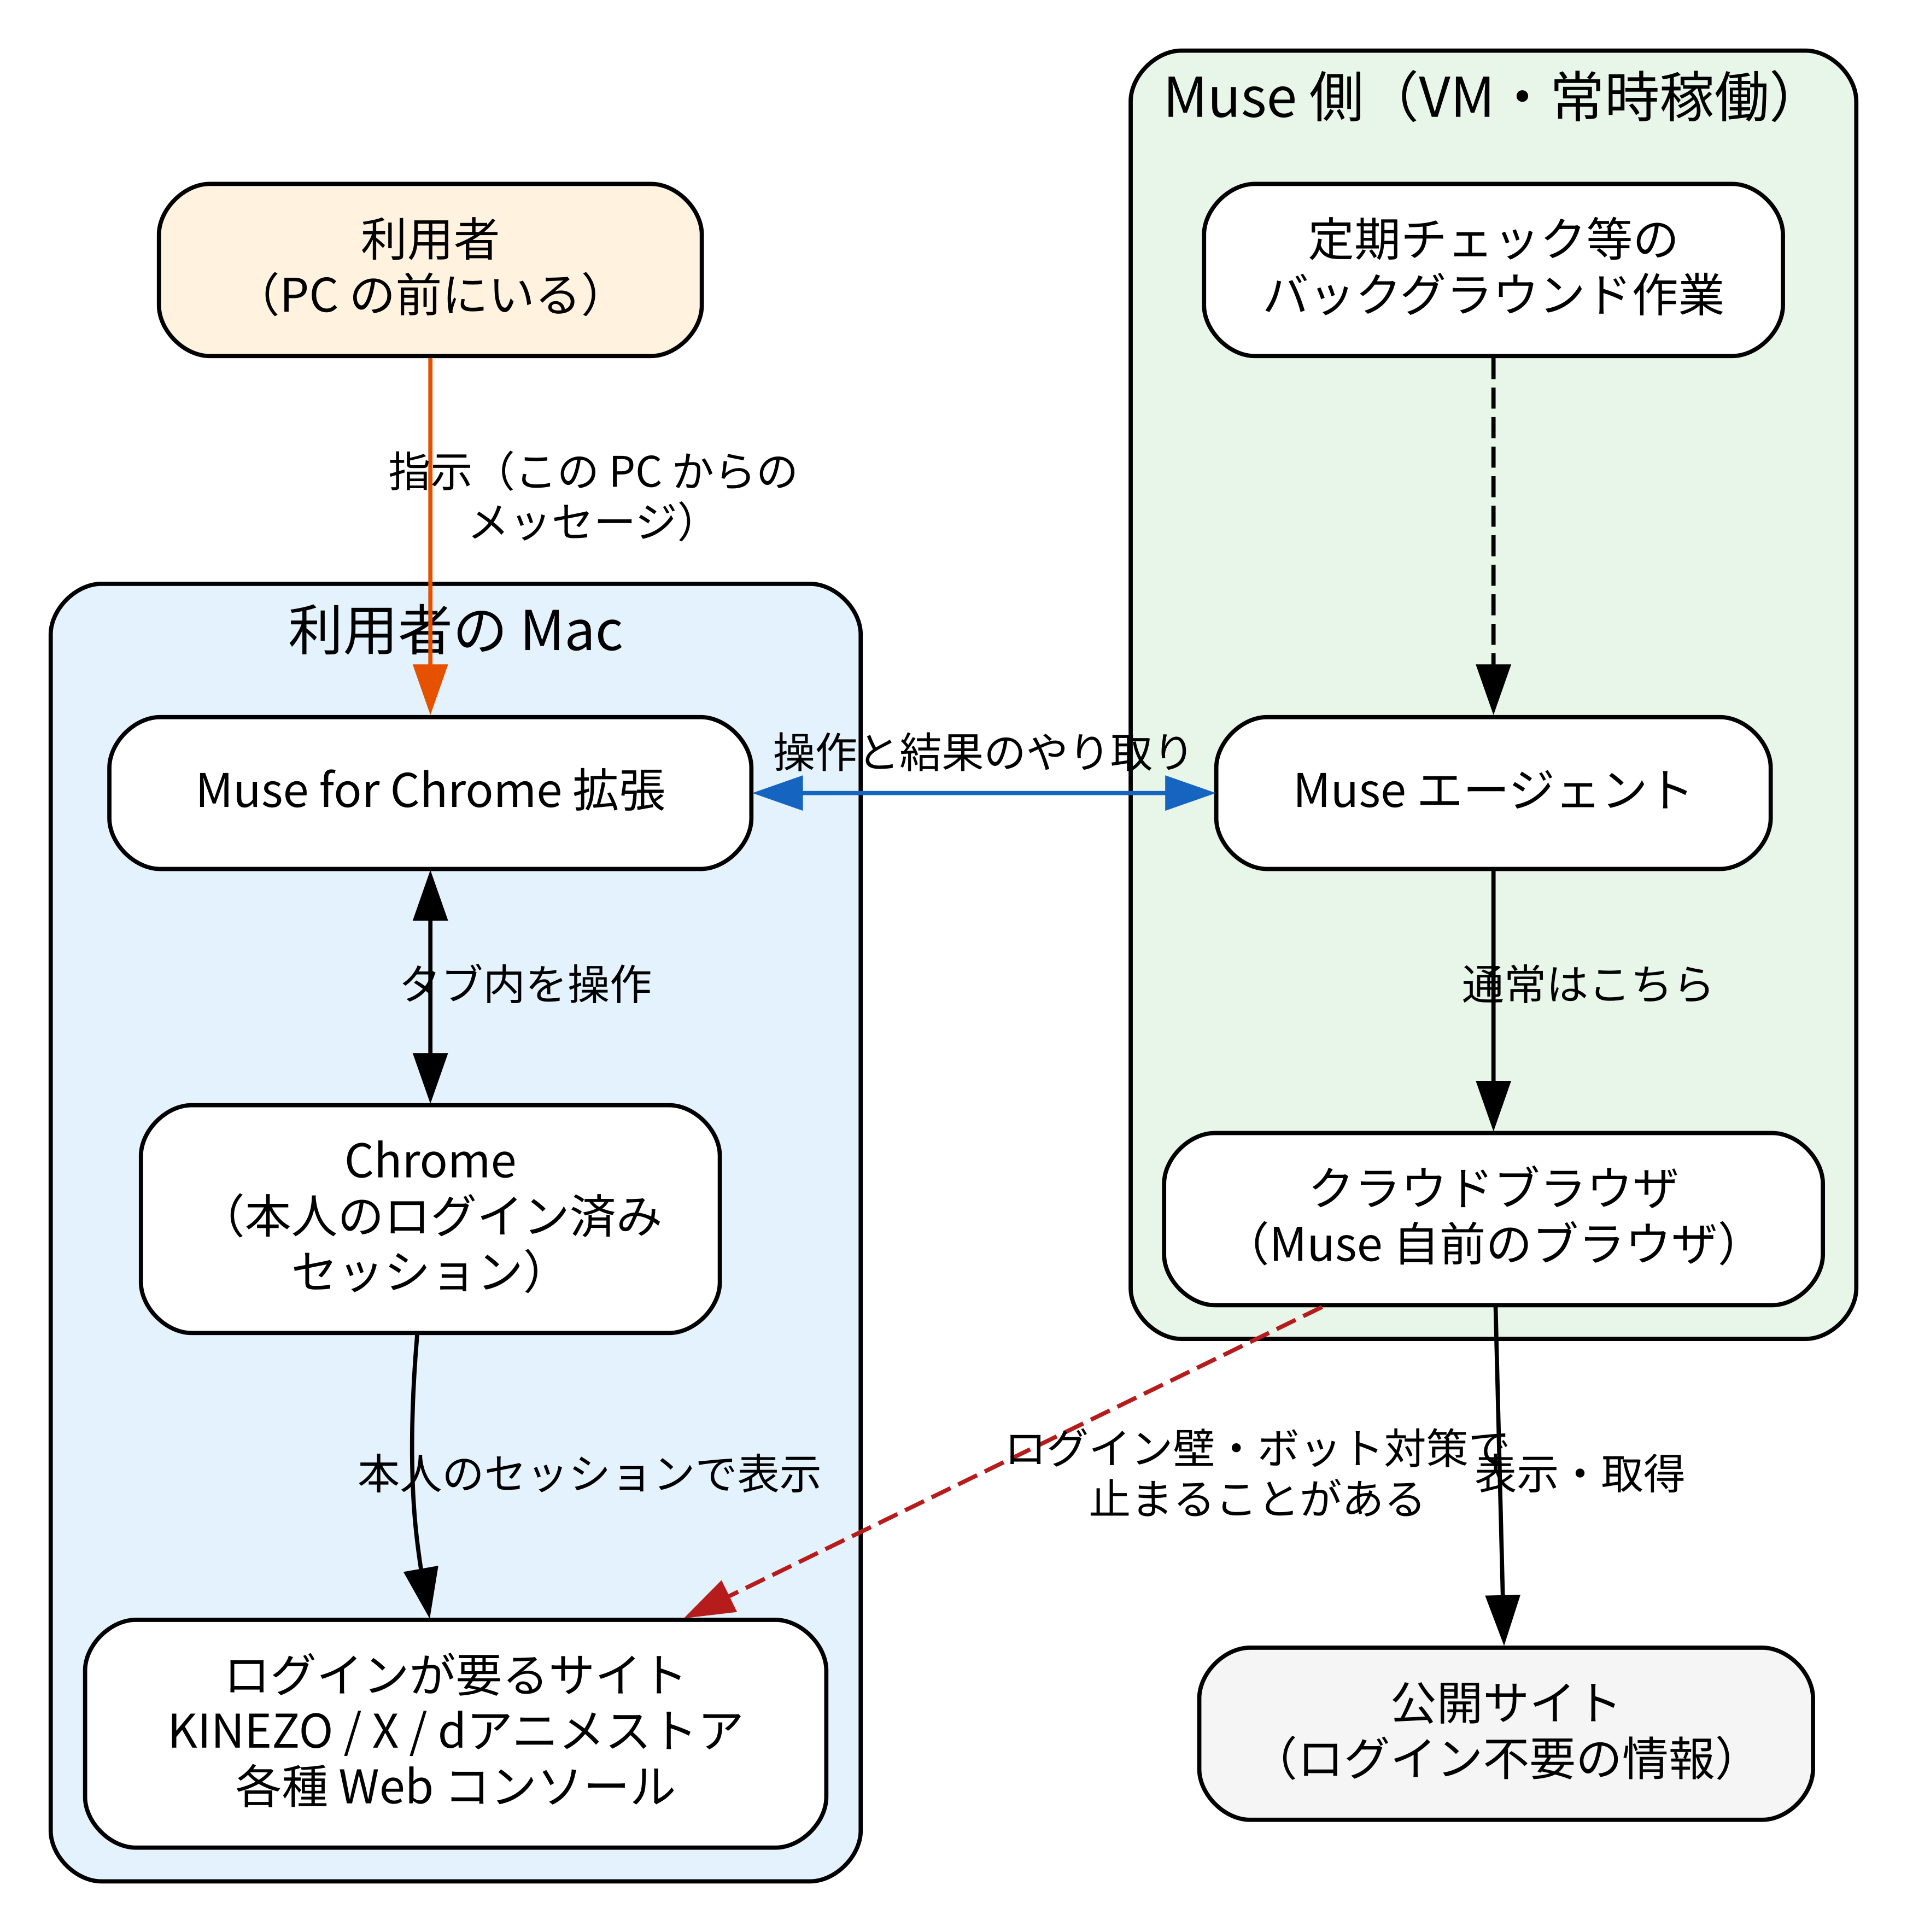 Muse 側（VM・常時稼働）
利用者
（PC の前にいる）
定期チェック等の
バックグラウンド作業
指示（この PC からの
メッセージ）
利用者の Mac
操作と結果のやり取り
Muse for Chrome 拡張
Muse エージェント
タブ内を操作
通常はこちら
Chrome
（本人のログイン済み
セッション）
クラウドブラウザ
（Muse 自前のブラウザ）
本人のセッションで表示
ログイン壁・ボット対策で
止まることがある
表示・取得
ログインが要るサイト
KINEZO / X / dアニメストア
各種 Web コンソール
公開サイト
（ログイン不要の情報）